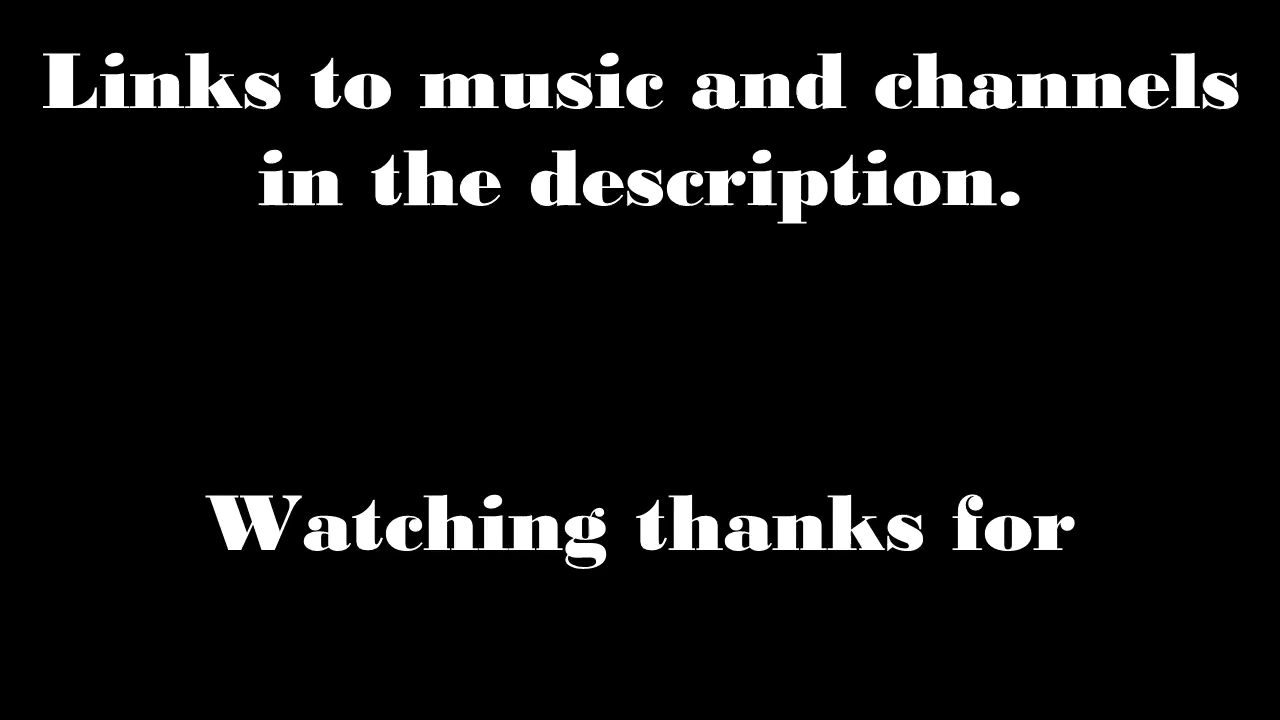 Links to music and channels
in the description.
Watching thanks for